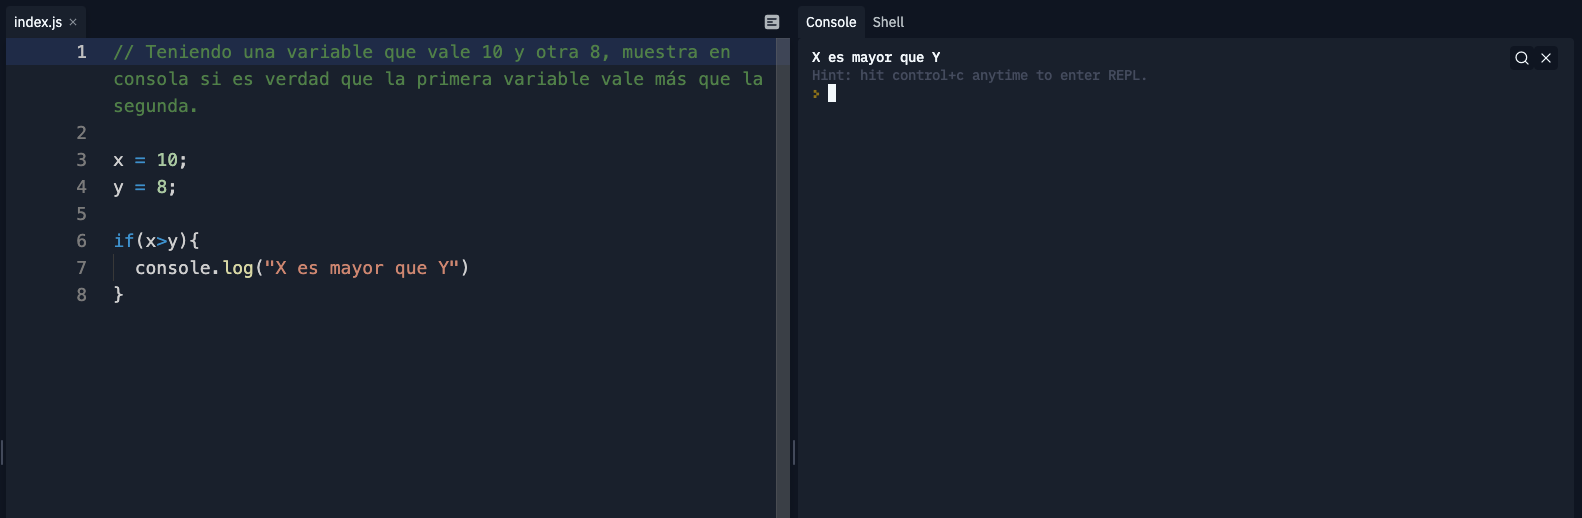 index.js ×
1 // Teniendo una variable que vale 10 y otra 8, muestra en
consola si es verdad que la primera variable vale más que la
segunda.
2
3 x = 10;
4 y = 8;
5
6 if(x>y){
7 console.log("X es mayor que Y")
8 }
Console Shell
X es mayor que Y
Hint: hit control+c anytime to enter REPL.
>